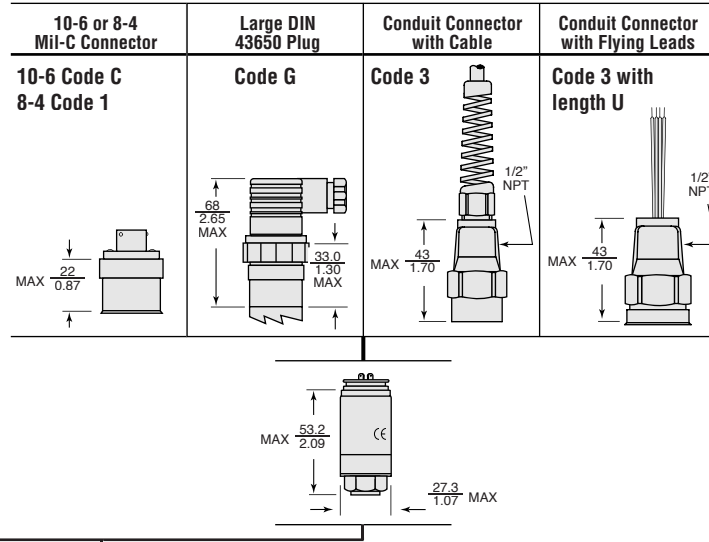 10-6 or 8-4
Mil-C Connector
Large DIN
43650 Plug
Conduit Connector
with Cable
Conduit Connector
with Flying Leads
10-6 Code C
8-4 Code 1
Code G
Code 3
Code 3 with
length U
MAX 22
0.87
68
2.65
MAX
33.0
1.30
MAX
1/2"
NPT
MAX 43
1.70
1/2"
NPT
MAX 43
1.70
MAX 53.2
2.09
CE
27.3 MAX
1.07